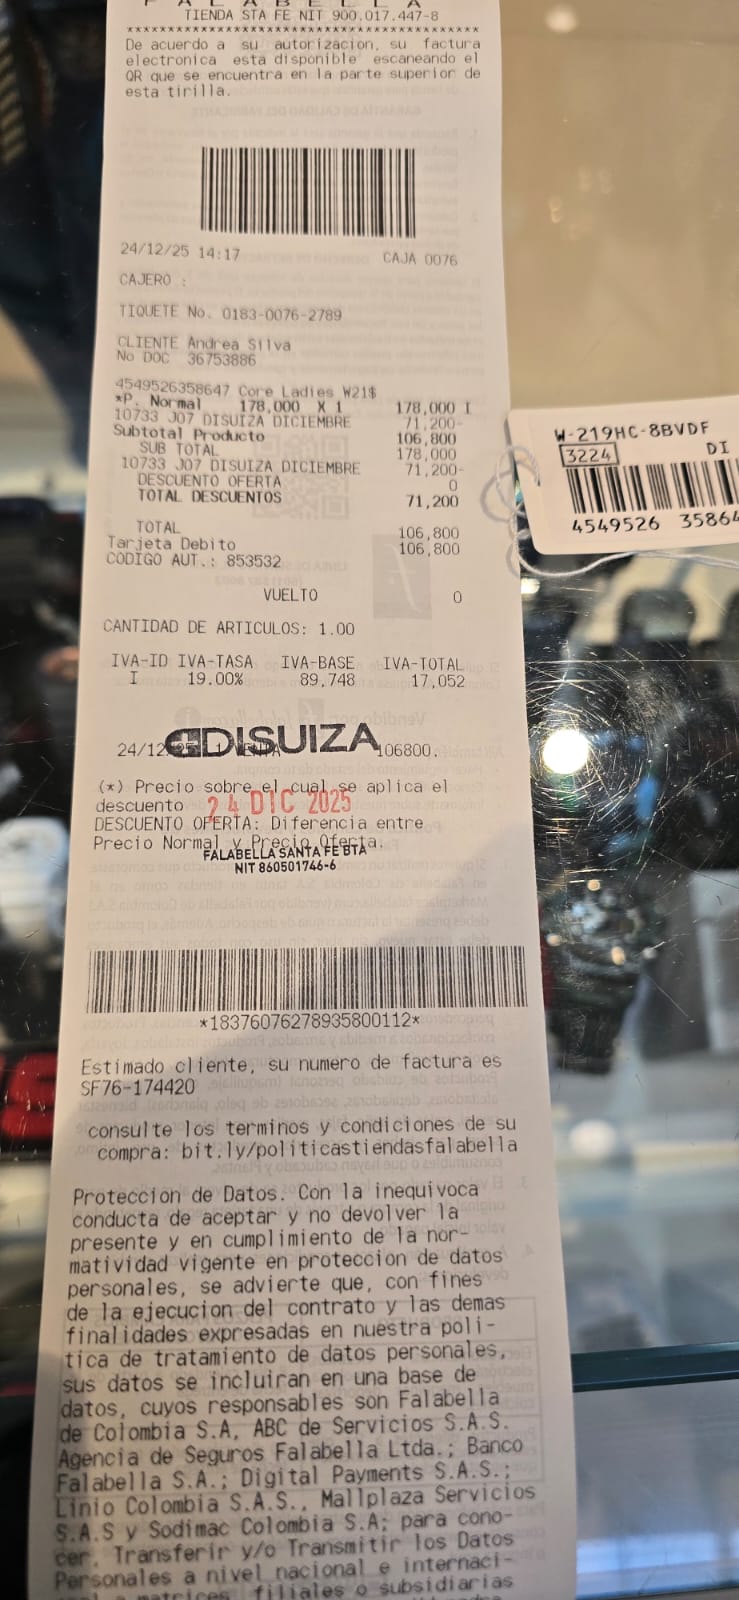 FALABELLA
TIENDA STA FE NIT 900.017.447-8
****************************************
De acuerdo a su autorizacion, su factura
electronica esta disponible escaneando el
QR que se encuentra en la parte superior de
esta tirilla.
24/12/25 14:17 CAJA 0076
CAJERO :
TIQUETE No. 0183-0076-2789
CLIENTE Andrea Silva
No DOC 36753886
4549526358647 Core Ladies W21$
*P. Normal 178,000 X 1 178,000 I
10733 J07 DISUIZA DICIEMBRE 71,200-
Subtotal Producto 106,800
SUB TOTAL 178,000
10733 J07 DISUIZA DICIEMBRE 71,200-
DESCUENTO OFERTA 0
TOTAL DESCUENTOS 71,200
TOTAL 106,800
Tarjeta Debito 106,800
CODIGO AUT.: 853532
VUELTO 0
CANTIDAD DE ARTICULOS: 1.00
IVA-ID IVA-TASA IVA-BASE IVA-TOTAL
I 19.00% 89,748 17,052
DISUIZA
24/12 106800.
(*) Precio sobre el cual se aplica el
descuento
24 DIC 2025
DESCUENTO OFERTA: Diferencia entre
Precio Normal y Precio Oferta.
FALABELLA SANTA FE BTA
NIT 860501746-6
*18376076278935800112*
Estimado cliente, su numero de factura es
SF76-174420
consulte los terminos y condiciones de su
compra: bit.ly/politicastiendasfalabella
Proteccion de Datos. Con la inequivoca
conducta de aceptar y no devolver la
presente y en cumplimiento de la nor-
matividad vigente en proteccion de datos
personales, se advierte que, con fines
de la ejecucion del contrato y las demas
finalidades expresadas en nuestra poli-
tica de tratamiento de datos personales,
sus datos se incluiran en una base de
datos, cuyos responsables son Falabella
de Colombia S.A, ABC de Servicios S.A.S.
Agencia de Seguros Falabella Ltda.; Banco
Falabella S.A.; Digital Payments S.A.S.;
Linio Colombia S.A.S., Mallplaza Servicios
S.A.S y Sodimac Colombia S.A; para cono-
cer, Transferir y/o Transmitir los Datos
Personales a nivel nacional e internaci-
matrices, filiales o subsidiarias
W-219HC-8BVDF
3224 DI
4549526 35864